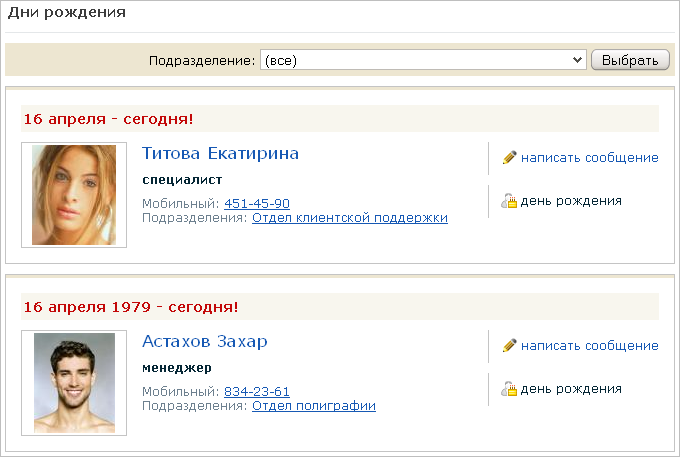 Дни рождения
Подразделение: (все) Выбрать
16 апреля - сегодня!
Титова Екатирина
специалист
Мобильный: 451-45-90
Подразделения: Отдел клиентской поддержки
написать сообщение
день рождения
16 апреля 1979 - сегодня!
Астахов Захар
менеджер
Мобильный: 834-23-61
Подразделения: Отдел полиграфии
написать сообщение
день рождения